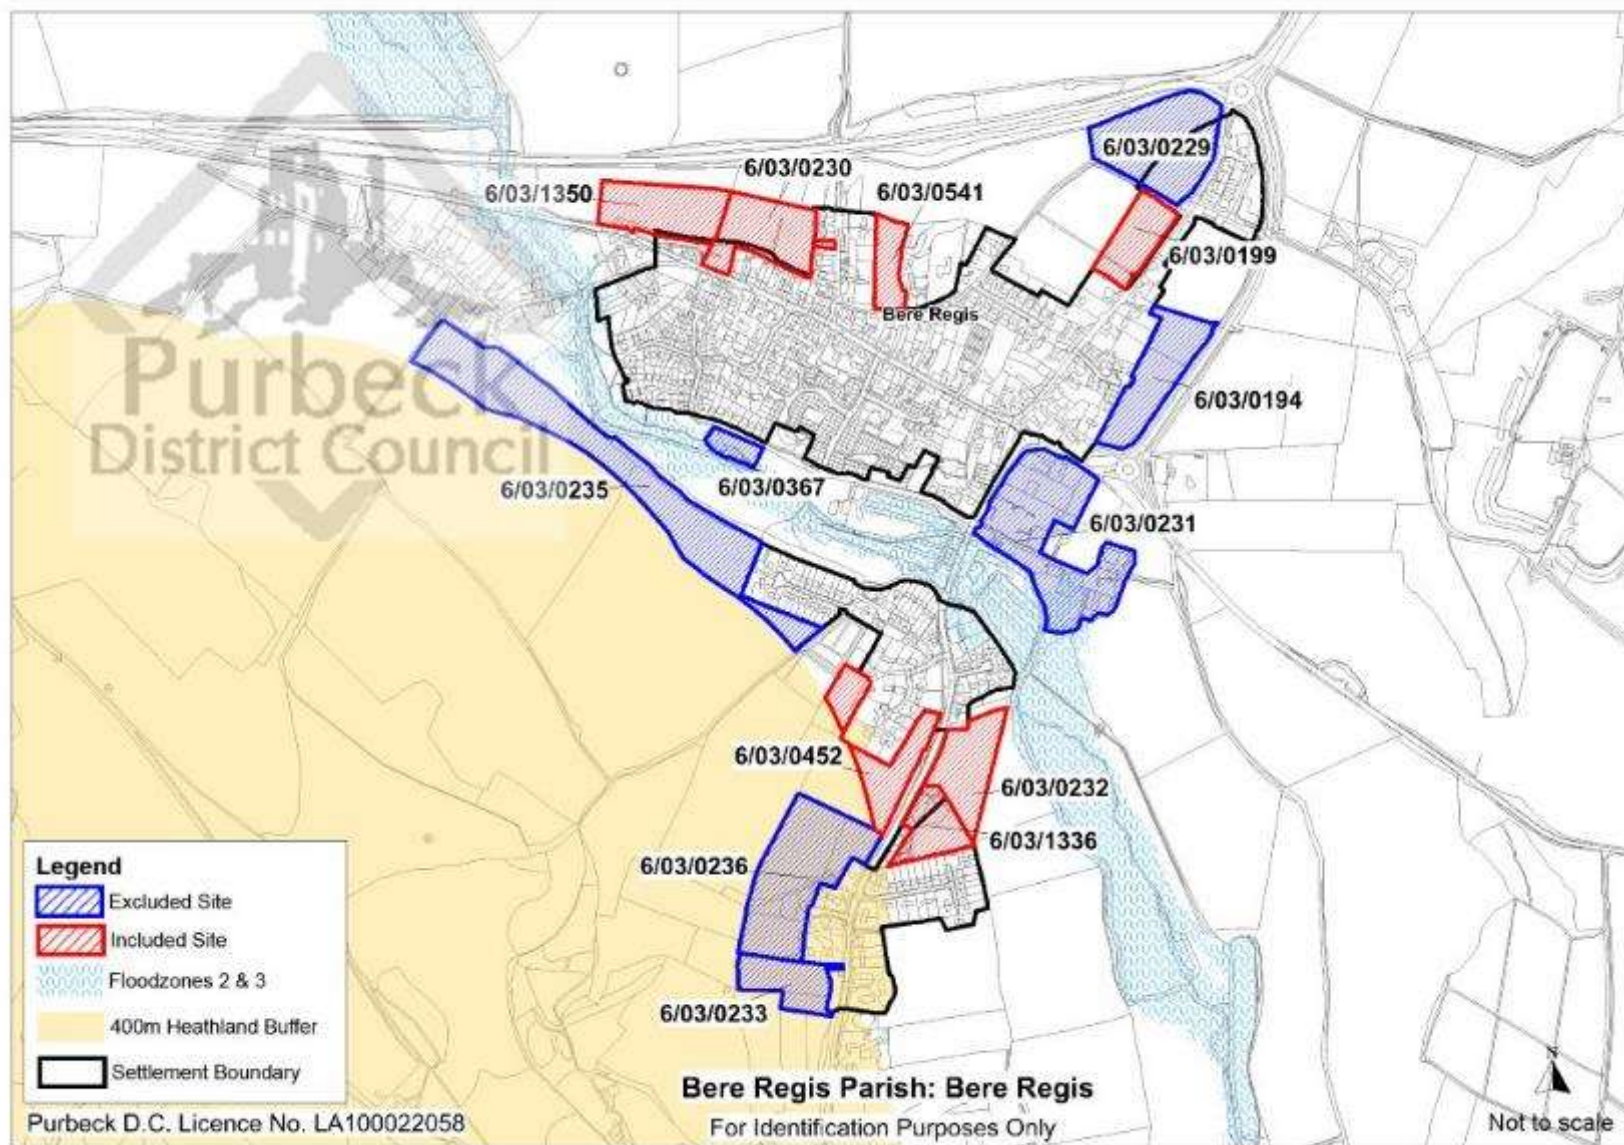 6/03/0229
6/03/0230
6/03/1350
6/03/0541
6/03/0199
Bere Regis
Purbeck
District Council
6/03/0194
6/03/0235
6/03/0367
6/03/0231
6/03/0452
6/03/0232
6/03/1336
6/03/0236
6/03/0233
Legend
Excluded Site
Included Site
Floodzones 2 & 3
400m Heathland Buffer
Settlement Boundary
Purbeck D.C. Licence No. LA100022058
Bere Regis Parish: Bere Regis
For Identification Purposes Only
Not to scale